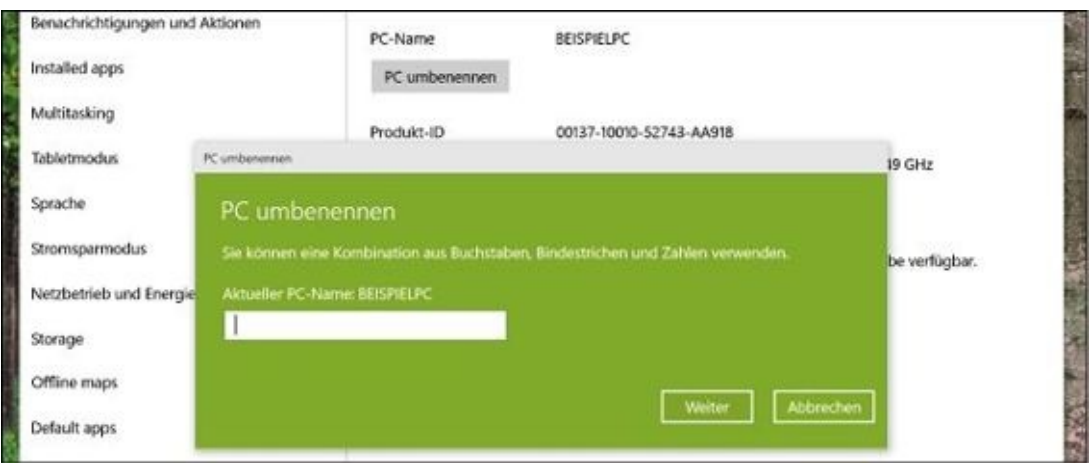 Benachrichtigungen und Aktionen
Installed apps
Multitasking
Tabletmodus
Sprache
Stromsparmodus
Netzbetrieb und Energie
Storage
Offline maps
Default apps
PC-Name BEISPIELPC
PC umbenennen
Produkt-ID 00137-10010-52743-AA918
GHz
verfügbar.
PC umbenennen
PC umbenennen
Sie können eine Kombination aus Buchstaben, Bindestrichen und Zahlen verwenden.
Aktueller PC-Name: BEISPIELPC
Weiter Abbrechen